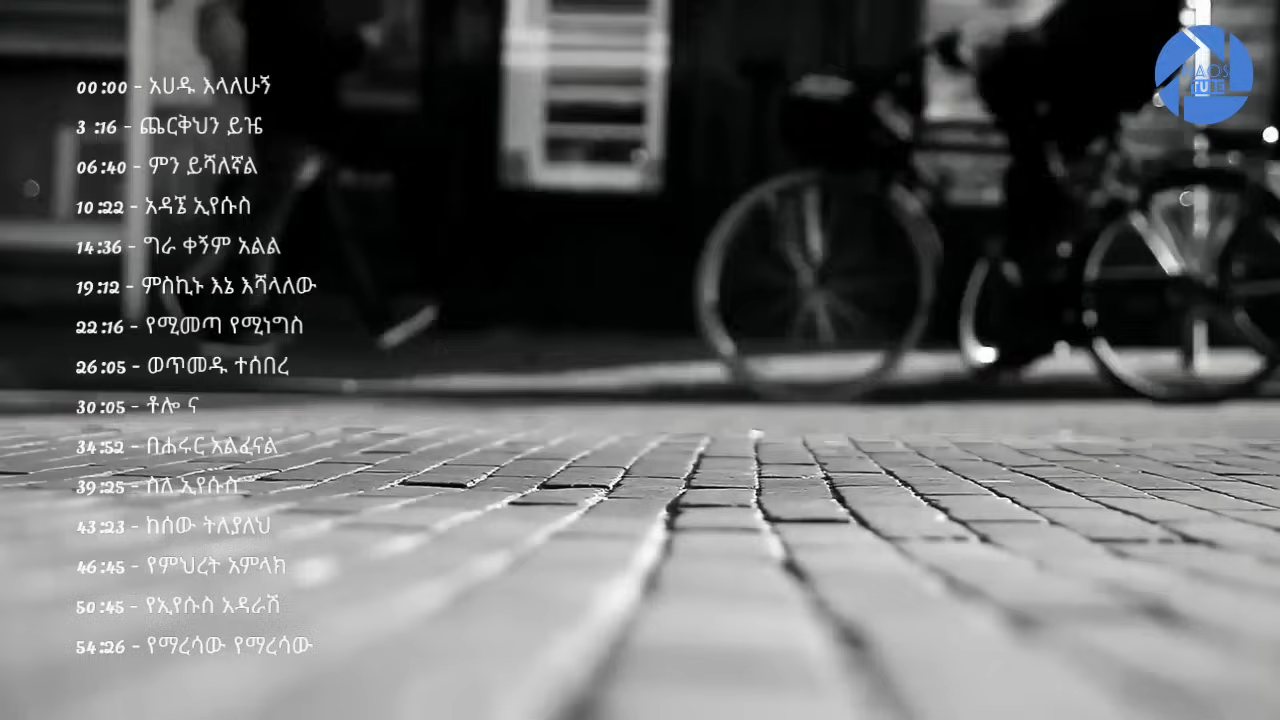 00:00 - አሀዱ እላለሁኝ
3 :16 - ጨርቅህን ይዤ
06:40 - ምን ይሻለኛል
10:22 - አዳኜ ኢየሱስ
14:36 - ግራ ቀኝም አልል
19:12 - ምስኪኑ እኔ እሻላለው
22:16 - የሚመጣ የሚነግስ
26:05 - ወጥመዱ ተሰበረ
30:05 - ቶሎ ና
34:52 - በሐሩር አልፈናል
39:25 - ስለ ኢየሱስ
43:23 - ከሰው ትለያለህ
46:45 - የምህረት አምላክ
50:45 - የኢየሱስ አዳራሽ
54:26 - የማረሳው የማረሳው
TUBE